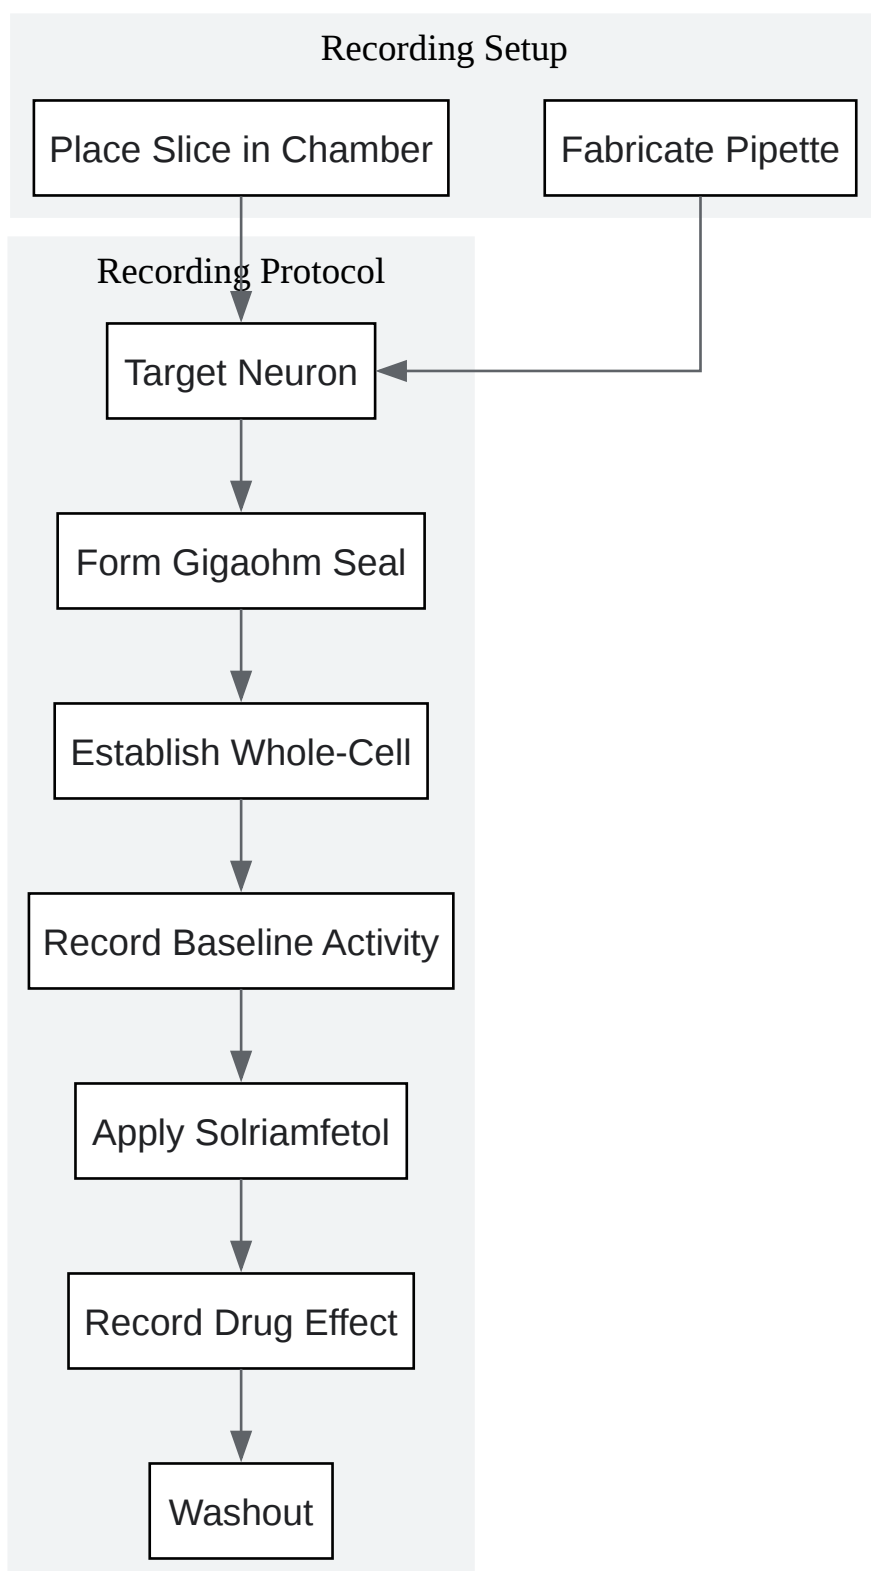 Recording Setup
Place Slice in Chamber
Fabricate Pipette
Recording Protocol
Target Neuron
Form Gigaohm Seal
Establish Whole-Cell
Record Baseline Activity
Apply Solriamfetol
Record Drug Effect
Washout